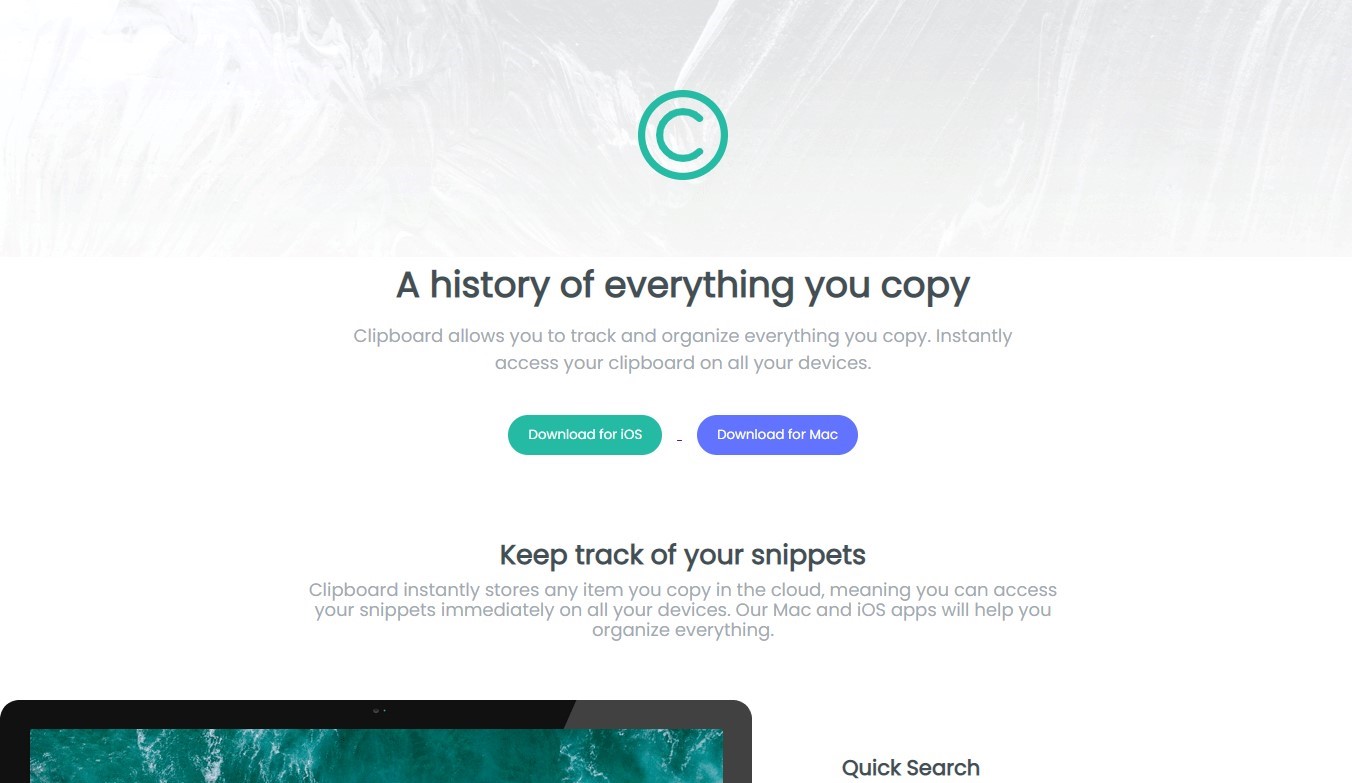 A history of everything you copy
Clipboard allows you to track and organize everything you copy. Instantly
access your clipboard on all your devices.
Download for iOS
Download for Mac
Keep track of your snippets
Clipboard instantly stores any item you copy in the cloud, meaning you can access
your snippets immediately on all your devices. Our Mac and iOS apps will help you
organize everything.
Quick Search